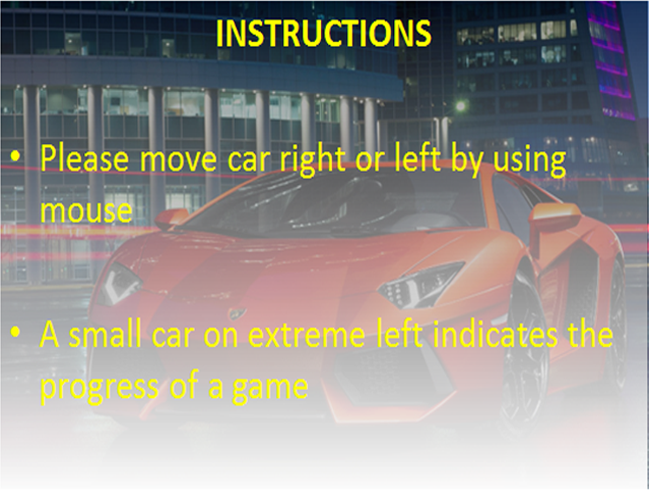 INSTRUCTIONS
• Please move car right or left by using
mouse
• A small car on extreme left indicates the
progress of a game